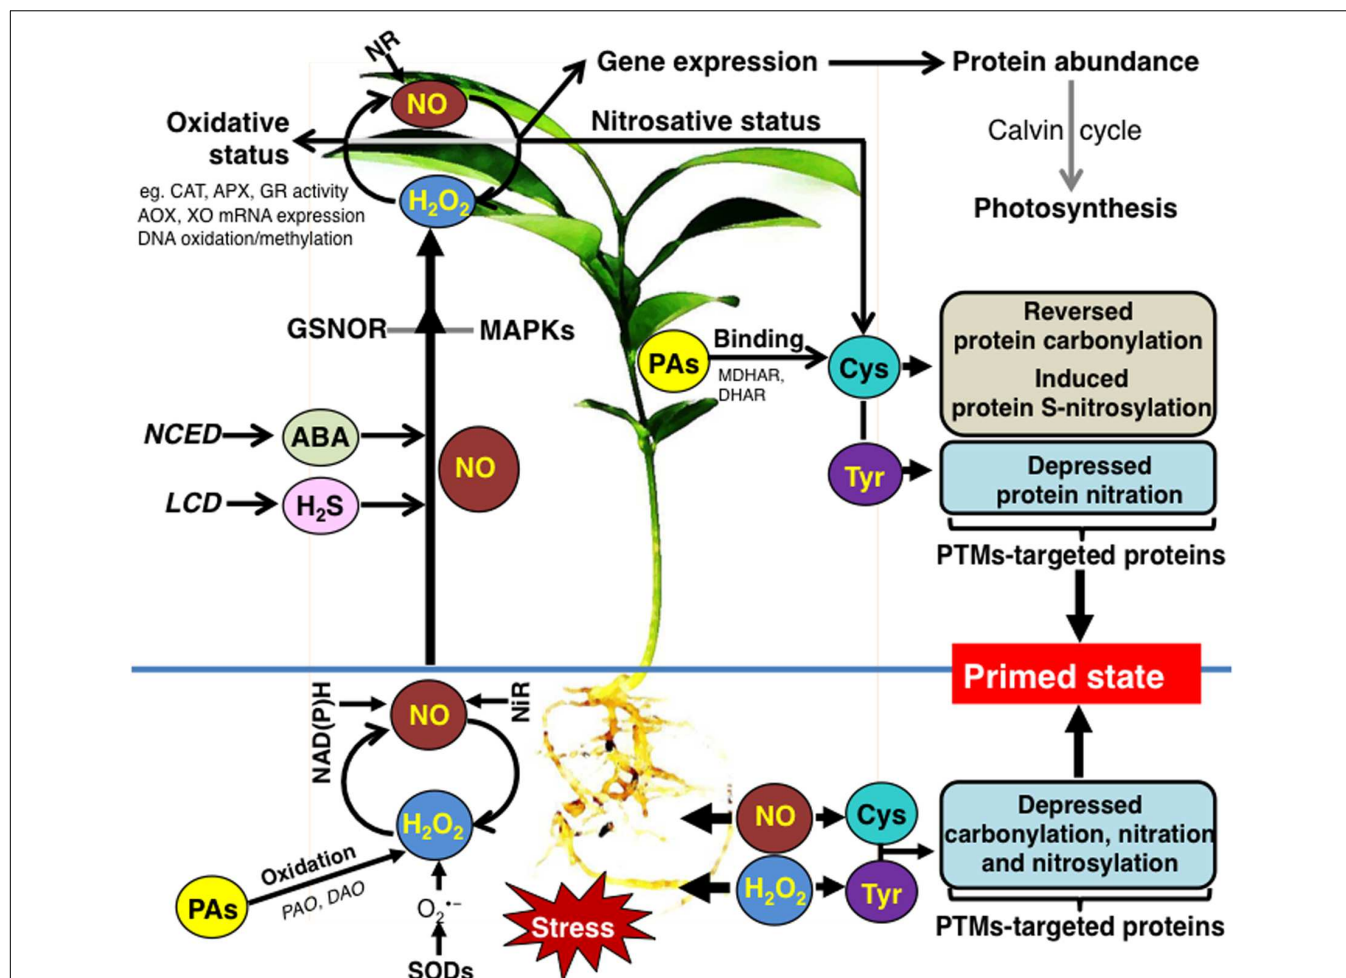 NR
NO
Gene expression
Protein abundance
Oxidative
status
Nitrosative status
Calvin cycle
eg. CAT, APX, GR activity
AOX, XO mRNA expression
DNA oxidation/methylation
H₂O₂
Photosynthesis
GSNOR
MAPKs
PAs
Binding
MDHAR,
DHAR
Cys
Reversed
protein carbonylation
Induced
protein S-nitrosylation
NCED
ABA
NO
LCD
H₂S
Tyr
Depressed
protein nitration
PTMs-targeted proteins
Primed state
NAD(P)H
NO
NiR
H₂O₂
Oxidation
PAO, DAO
PAs
O₂•−
SODs
Stress
NO
Cys
H₂O₂
Tyr
Depressed
carbonylation, nitration
and nitrosylation
PTMs-targeted proteins